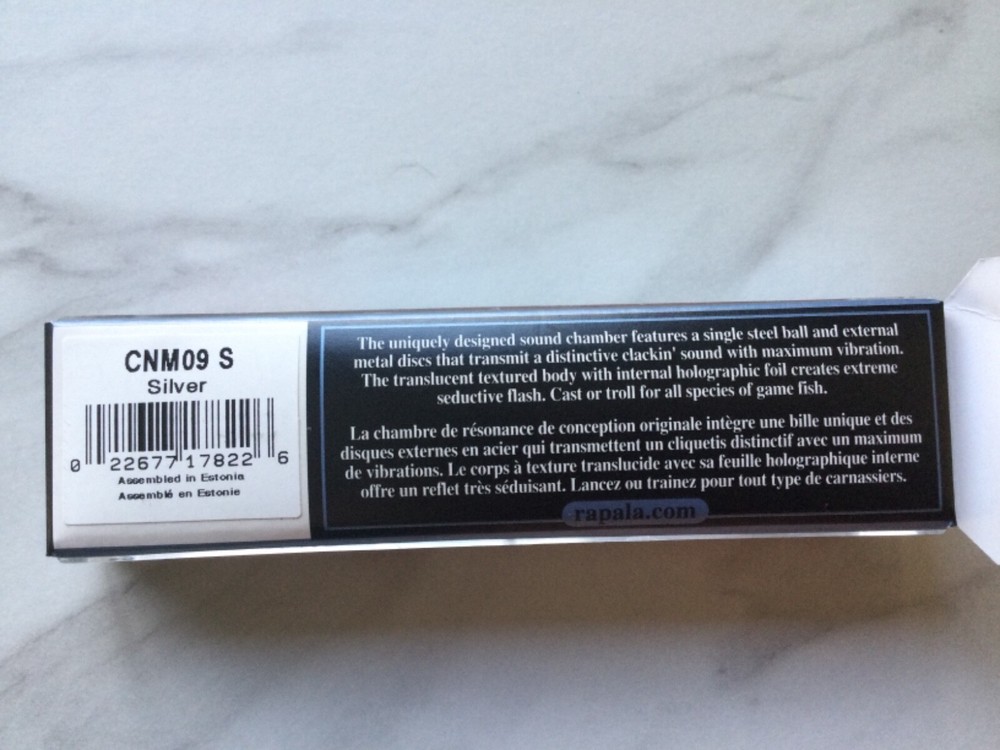 CNM09 S
Silver
0 22677 17822 6
Assembled in Estonia
Assemblé en Estonie
The uniquely designed sound chamber features a single steel ball and external
metal discs that transmit a distinctive clackin' sound with maximum vibration.
The translucent textured body with internal holographic foil creates extreme
seductive flash. Cast or troll for all species of game fish.
La chambre de résonance de conception originale intègre une bille unique et des
disques externes en acier qui transmettent un cliquetis distinctif avec un maximum
de vibrations. Le corps à texture translucide avec sa feuille holographique interne
offre un reflet très séduisant. Lancez ou trainez pour tout type de carnassiers.
rapala.com